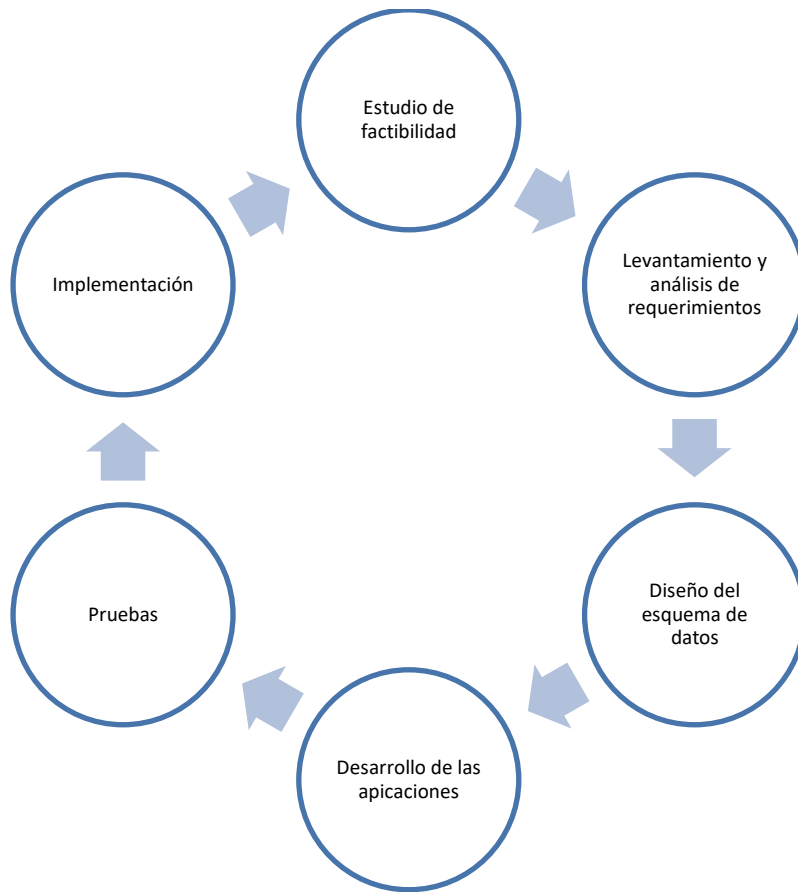 Estudio de
factibilidad
Levantamiento y
análisis de
requerimientos
Diseño del
esquema de
datos
Desarrollo de las
apicaciones
Pruebas
Implementación